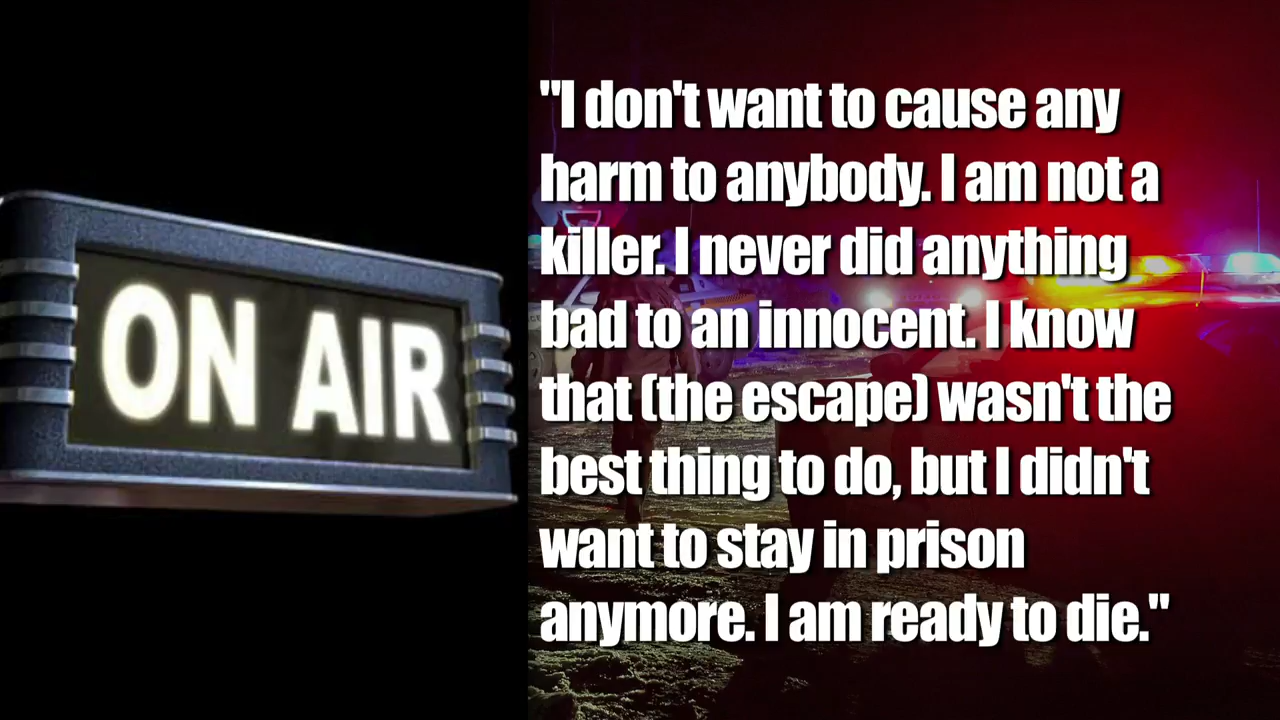 ON AIR
"I don't want to cause any
harm to anybody. I am not a
killer. I never did anything
bad to an innocent. I know
that (the escape) wasn't the
best thing to do, but I didn't
want to stay in prison
anymore. I am ready to die."